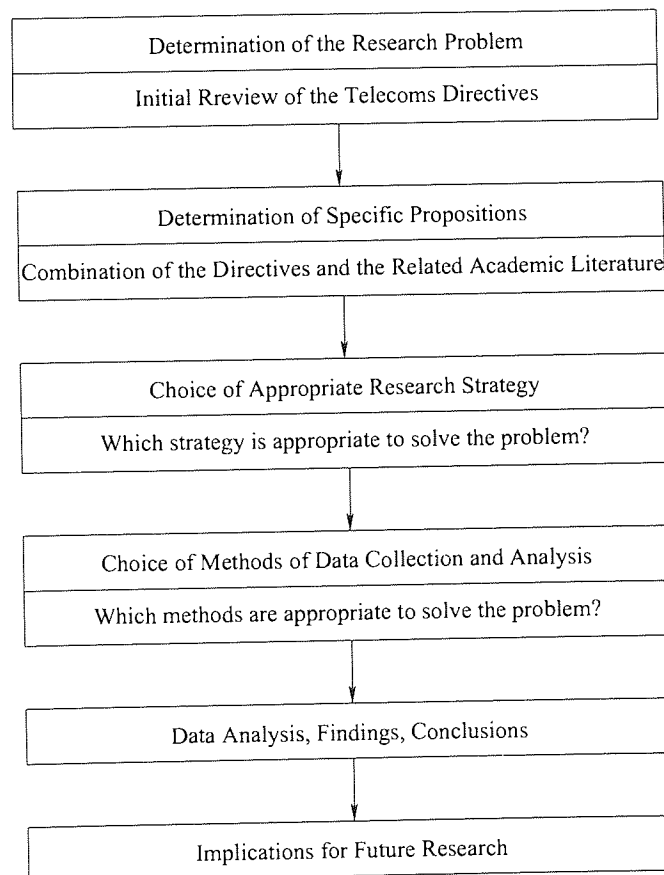 Determination of the Research Problem
Initial Rreview of the Telecoms Directives
Determination of Specific Propositions
Combination of the Directives and the Related Academic Literature
Choice of Appropriate Research Strategy
Which strategy is appropriate to solve the problem?
Choice of Methods of Data Collection and Analysis
Which methods are appropriate to solve the problem?
Data Analysis, Findings, Conclusions
Implications for Future Research